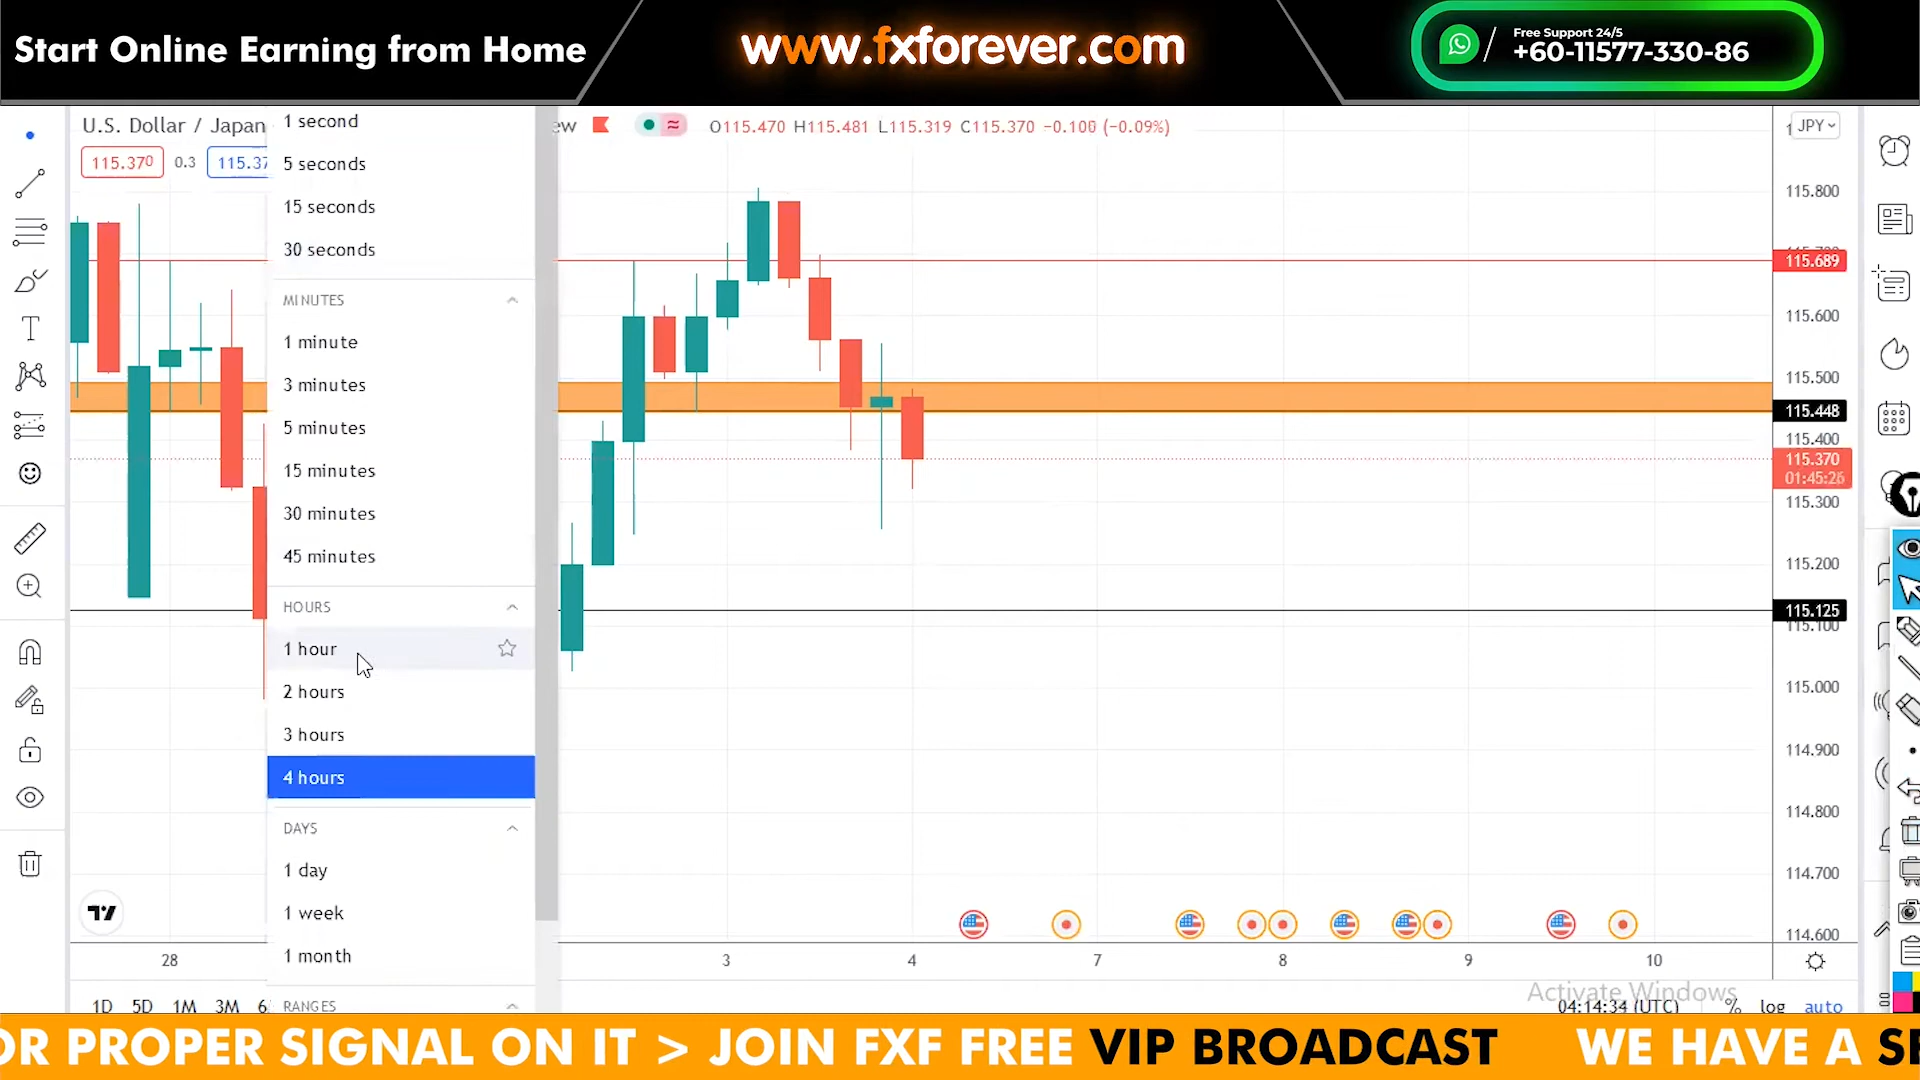 Start Online Earning from Home
www.fxforever.com
Free Support 24/5
/ +60-11577-330-86
U.S. Dollar / Japan
1 second
O115.470 H115.481 L115.319 C115.370 −0.100 (−0.09%)
JPY
115.370
0.3
115.37
5 seconds
15 seconds
30 seconds
MINUTES
1 minute
3 minutes
5 minutes
15 minutes
30 minutes
45 minutes
HOURS
1 hour
2 hours
3 hours
4 hours
DAYS
1 day
1 week
1 month
RANGES
115.800
115.689
115.600
115.500
115.448
115.400
115.370
01:45:26
115.300
115.200
115.125
115.100
115.000
114.900
114.800
114.700
114.600
28
3
4
7
8
9
10
1D
5D
1M
3M
Activate Windows
04:14:34 (UTC)
%
log
auto
OR PROPER SIGNAL ON IT > JOIN FXF FREE VIP BROADCAST
WE HAVE A